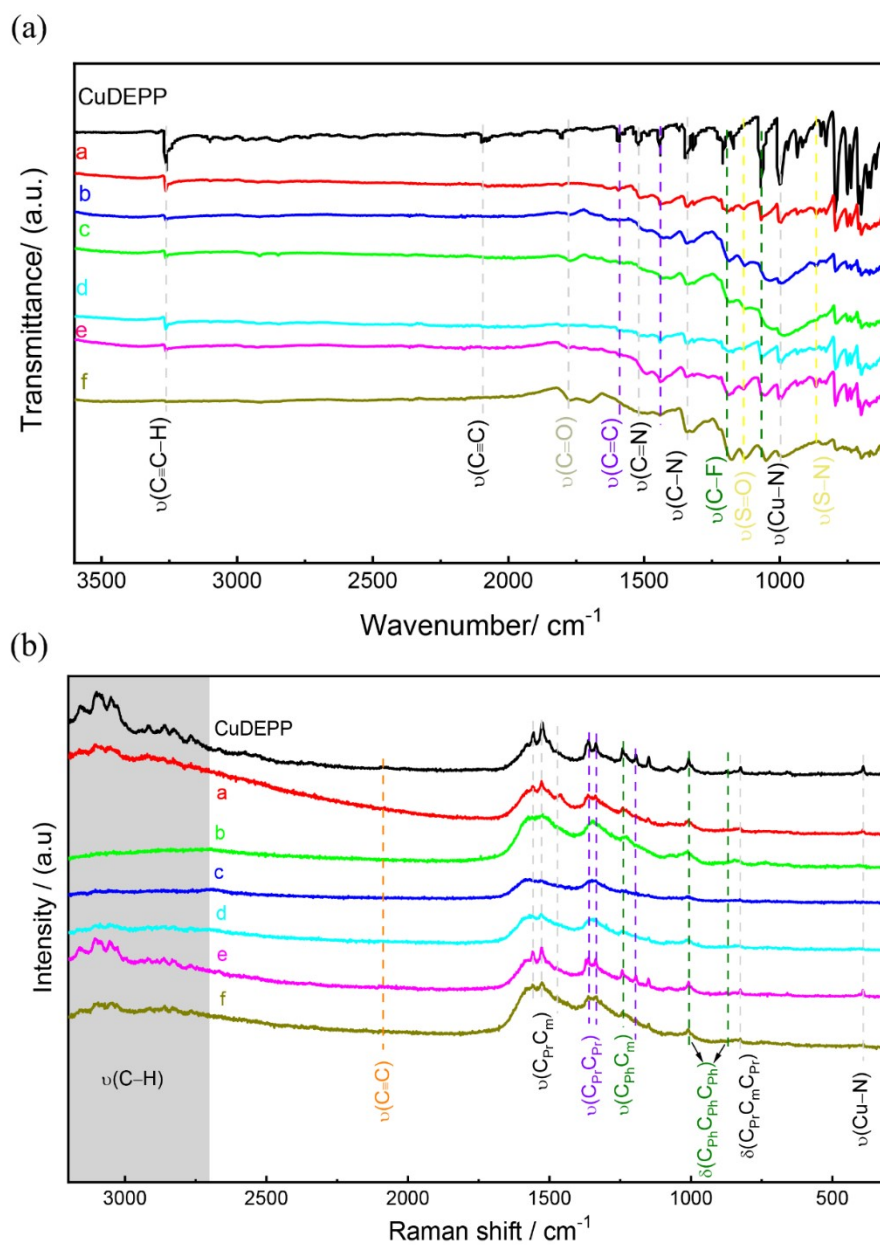 (a)
CuDEPP
a
b
c
d
e
f
υ(C≡C–H)
υ(C≡C)
υ(C=O)
υ(C=C)
υ(C=N)
υ(C–N)
υ(C–F)
υ(S=O)
υ(Cu–N)
υ(S–N)
Transmittance/ (a.u.)
3500 3000 2500 2000 1500 1000
Wavenumber/ cm⁻¹
(b)
CuDEPP
a
b
c
d
e
f
υ(C–H)
υ(C≡C)
υ(CPrCm)
υ(CPrCPr)
υ(CPhCm)
δ(CPhCPhCPh)
δ(CPrCmCPr)
υ(Cu–N)
Intensity / (a.u)
3000 2500 2000 1500 1000 500
Raman shift / cm⁻¹